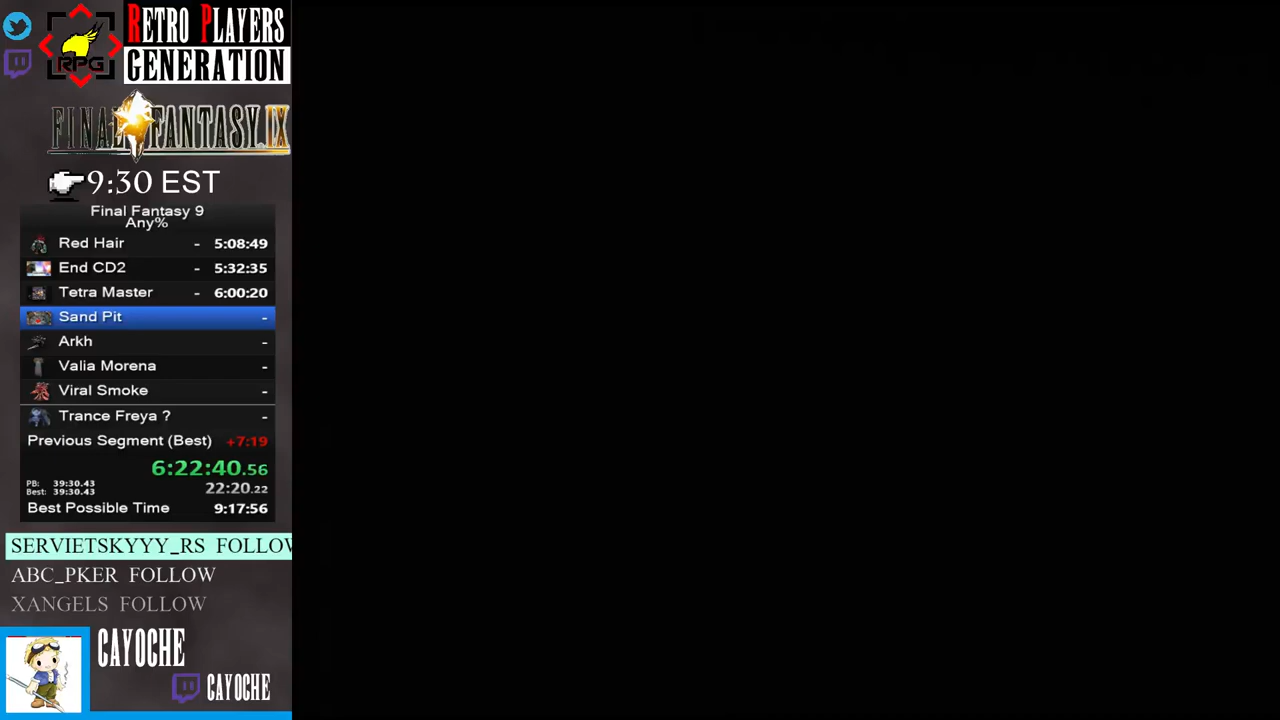 RETRO PLAYERS
GENERATION
RPG
FINAL FANTASY IX
9:30 EST
Final Fantasy 9
Any%
Red Hair - 5:08:49
End CD2 - 5:32:35
Tetra Master - 6:00:20
Sand Pit -
Arkh -
Valia Morena -
Viral Smoke -
Trance Freya ? -
Previous Segment (Best) +7:19
6:22:40.56
PB: 39:30.43
Best: 39:30.43
22:20.22
Best Possible Time 9:17:56
SERVIETSKYYY_RS FOLLOW
ABC_PKER FOLLOW
XANGELS FOLLOW
CAYOCHE
CAYOCHE